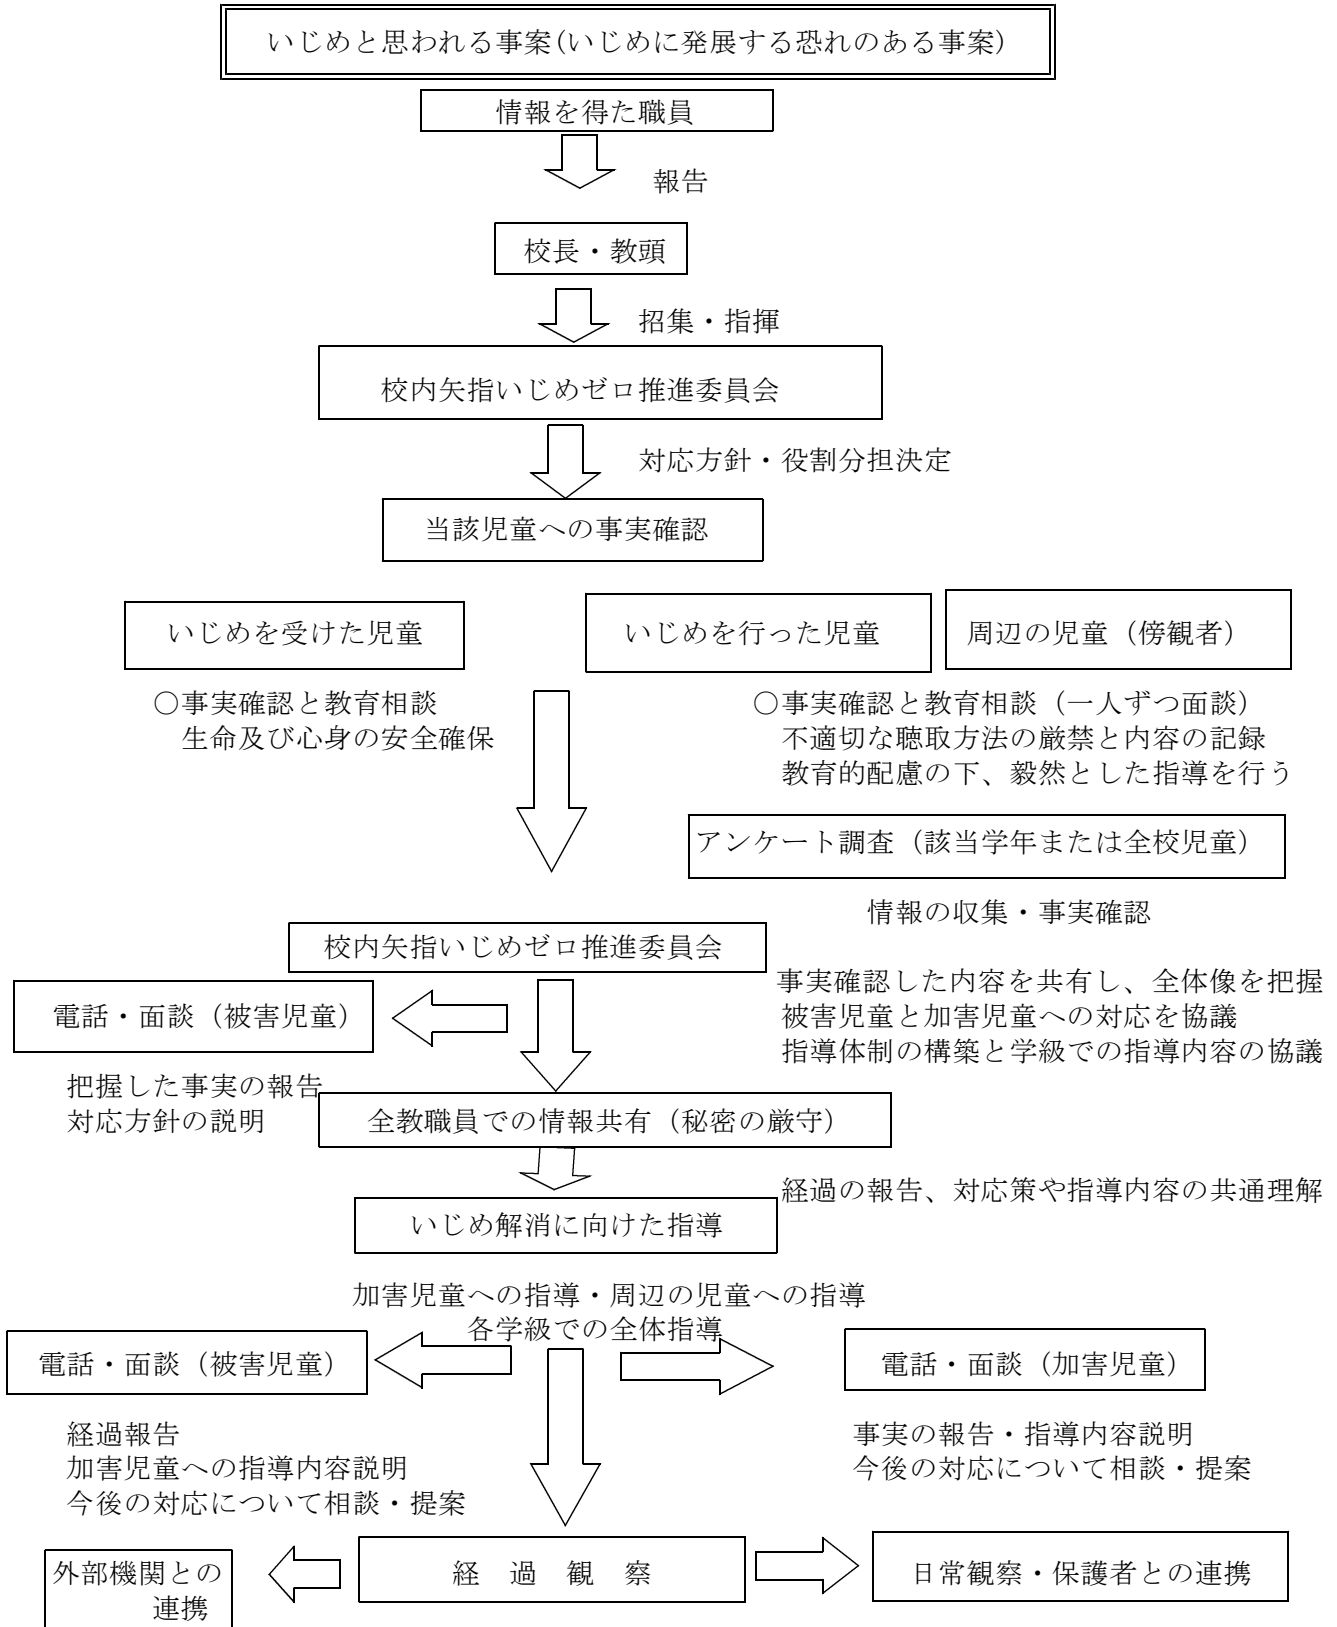 いじめと思われる事案(いじめに発展する恐れのある事案)
情報を得た職員
報告
校長・教頭
招集・指揮
校内矢指いじめゼロ推進委員会
対応方針・役割分担決定
当該児童への事実確認
いじめを受けた児童
いじめを行った児童
周辺の児童（傍観者）
○事実確認と教育相談
生命及び心身の安全確保
○事実確認と教育相談（一人ずつ面談）
不適切な聴取方法の厳禁と内容の記録
教育的配慮の下、毅然とした指導を行う
アンケート調査（該当学年または全校児童）
情報の収集・事実確認
校内矢指いじめゼロ推進委員会
事実確認した内容を共有し、全体像を把握
被害児童と加害児童への対応を協議
指導体制の構築と学級での指導内容の協議
電話・面談（被害児童）
把握した事実の報告
対応方針の説明
全教職員での情報共有（秘密の厳守）
経過の報告、対応策や指導内容の共通理解
いじめ解消に向けた指導
加害児童への指導・周辺の児童への指導
各学級での全体指導
電話・面談（被害児童）
経過報告
加害児童への指導内容説明
今後の対応について相談・提案
電話・面談（加害児童）
事実の報告・指導内容説明
今後の対応について相談・提案
外部機関との
連携
経　過　観　察
日常観察・保護者との連携